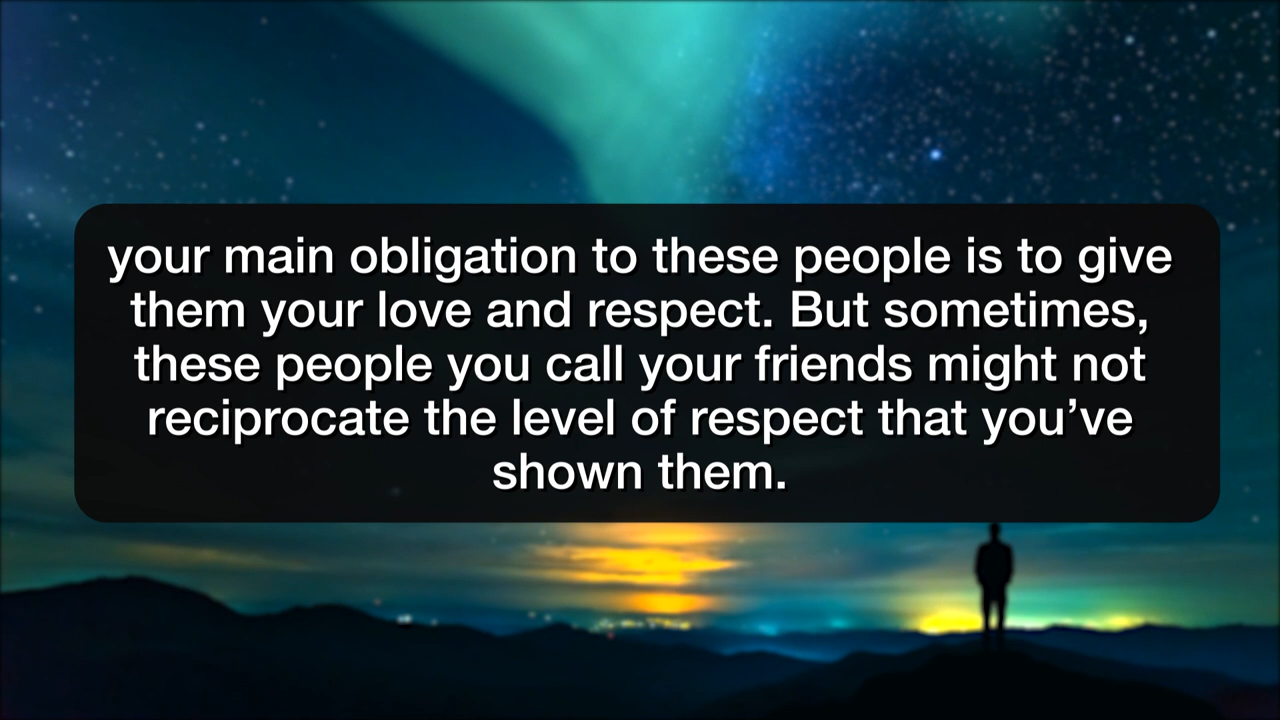 your main obligation to these people is to give
them your love and respect. But sometimes,
these people you call your friends might not
reciprocate the level of respect that you’ve
shown them.